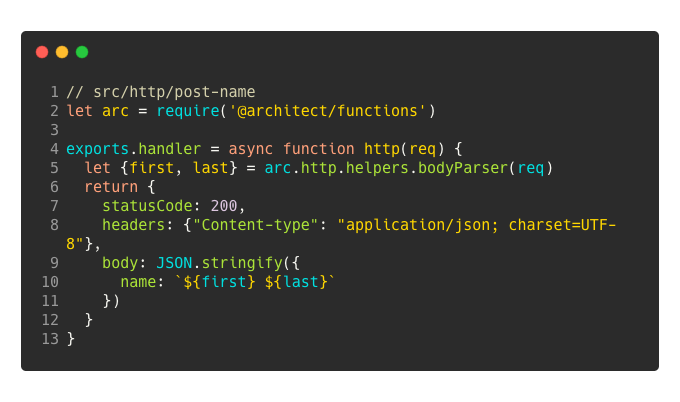 1 // src/http/post-name
2 let arc = require('@architect/functions')
3
4 exports.handler = async function http(req) {
5   let {first, last} = arc.http.helpers.bodyParser(req)
6   return {
7     statusCode: 200,
8     headers: {"Content-type": "application/json; charset=UTF-
8"},
9     body: JSON.stringify({
10       name: `${first} ${last}`
11     })
12   }
13 }